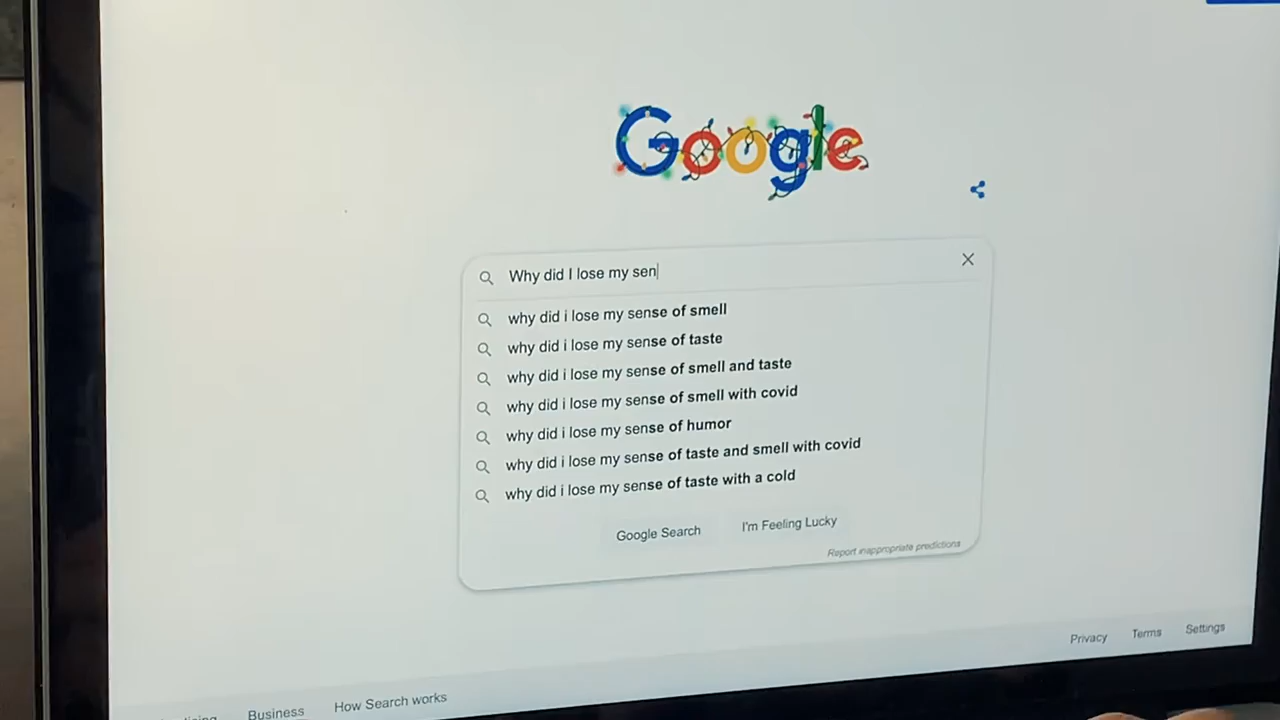 Google
Why did I lose my sen
why did i lose my sense of smell
why did i lose my sense of taste
why did i lose my sense of smell and taste
why did i lose my sense of smell with covid
why did i lose my sense of humor
why did i lose my sense of taste and smell with covid
why did i lose my sense of taste with a cold
Google Search I'm Feeling Lucky
Report inappropriate predictions
Privacy Terms Settings
Business How Search works